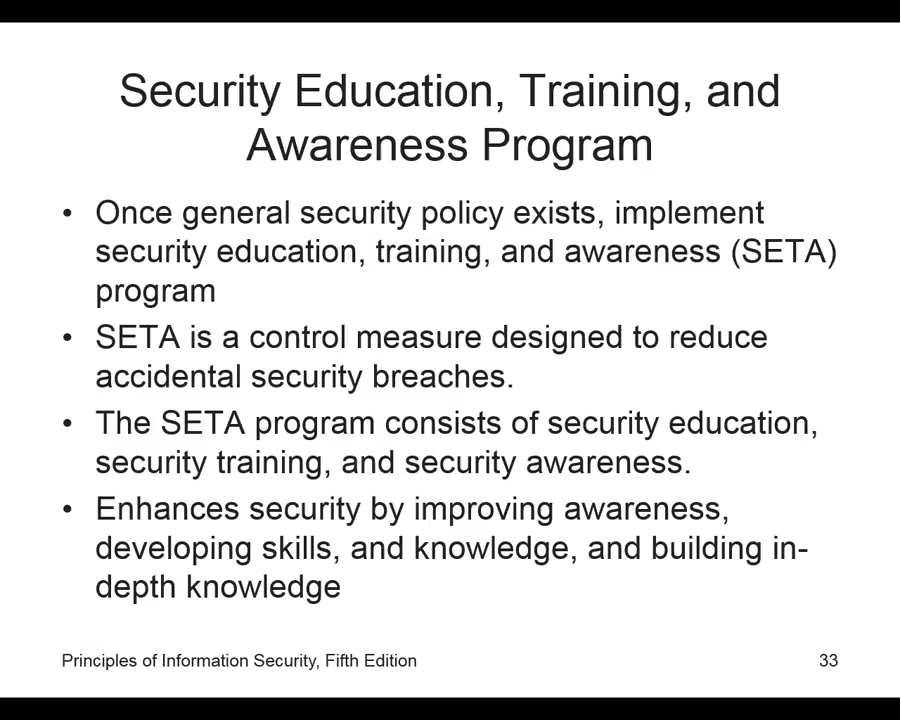 Security Education, Training, and
Awareness Program
• Once general security policy exists, implement
security education, training, and awareness (SETA)
program
• SETA is a control measure designed to reduce
accidental security breaches.
• The SETA program consists of security education,
security training, and security awareness.
• Enhances security by improving awareness,
developing skills, and knowledge, and building in-
depth knowledge
Principles of Information Security, Fifth Edition 33